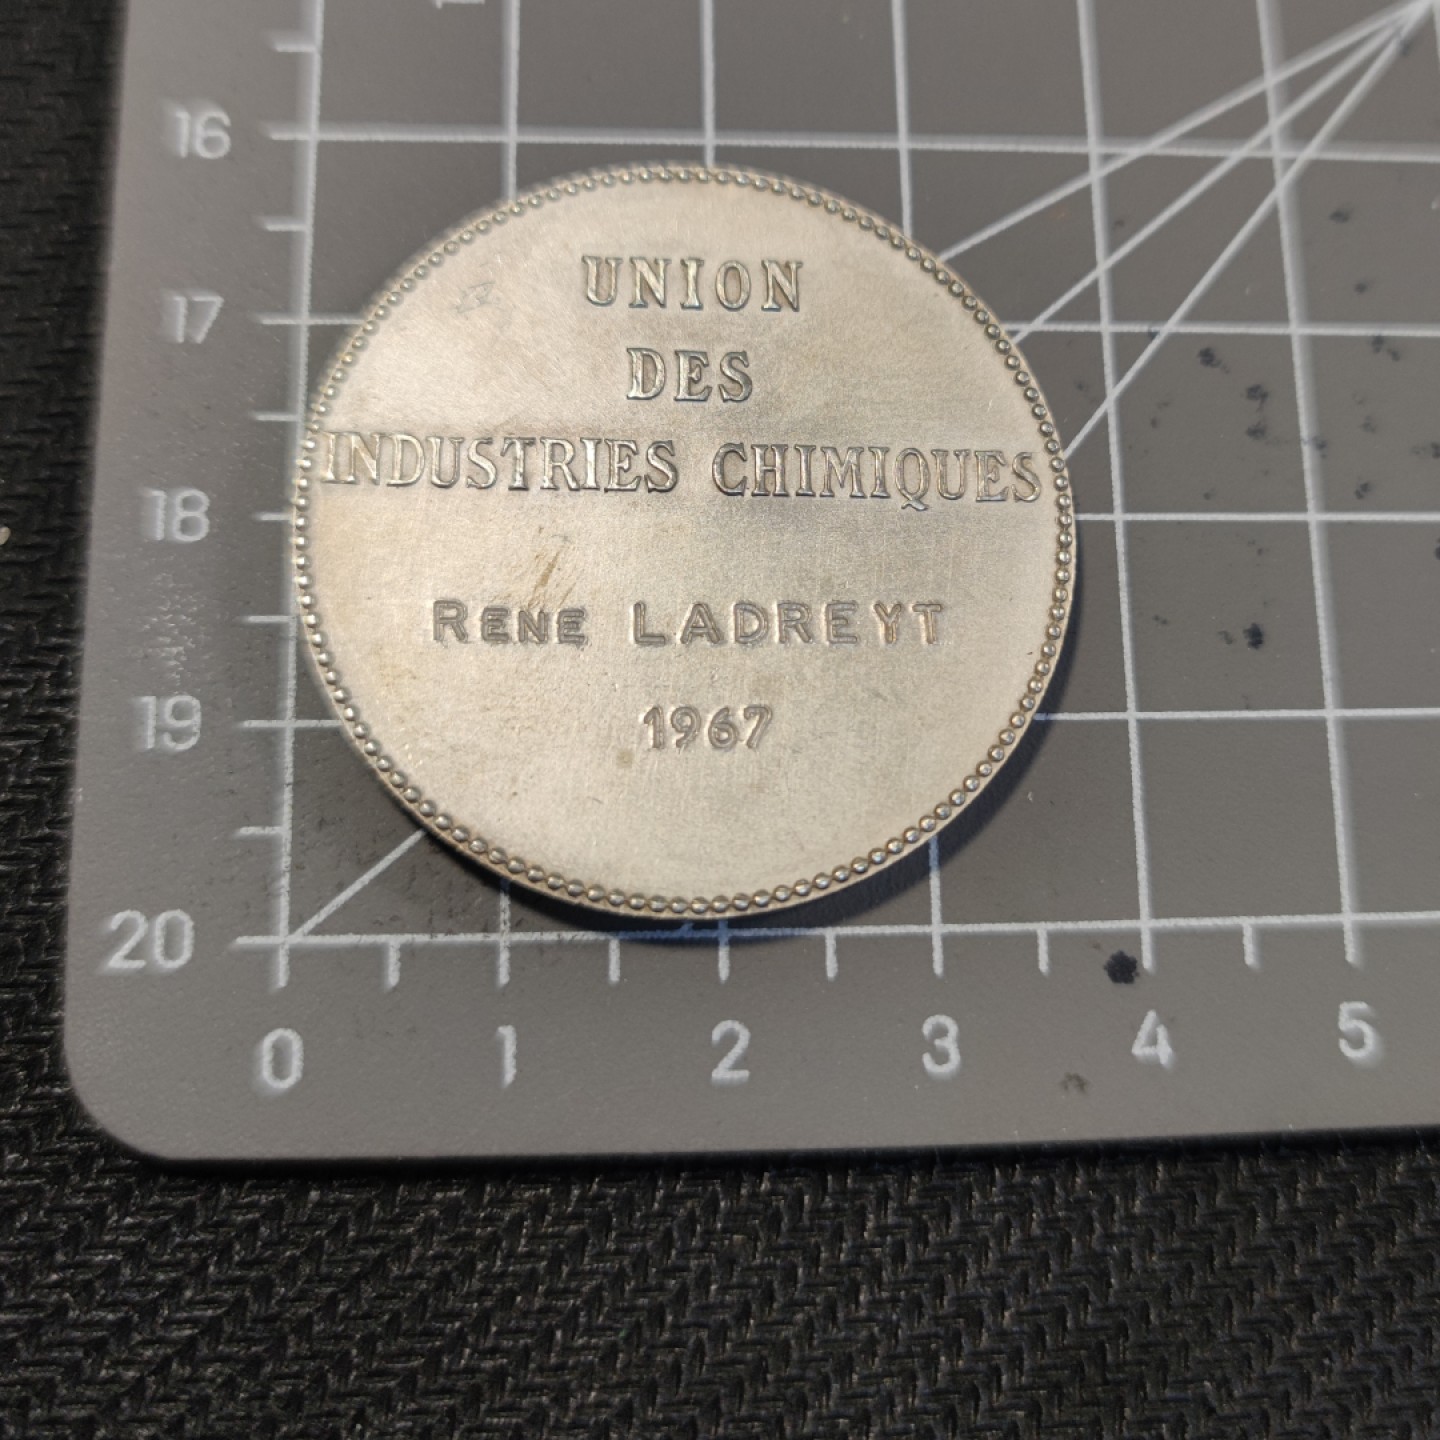 16
17
18
19
20
UNION
DES
INDUSTRIES CHIMIQUES
RENE LADREYT
1967
0 1 2 3 4 5